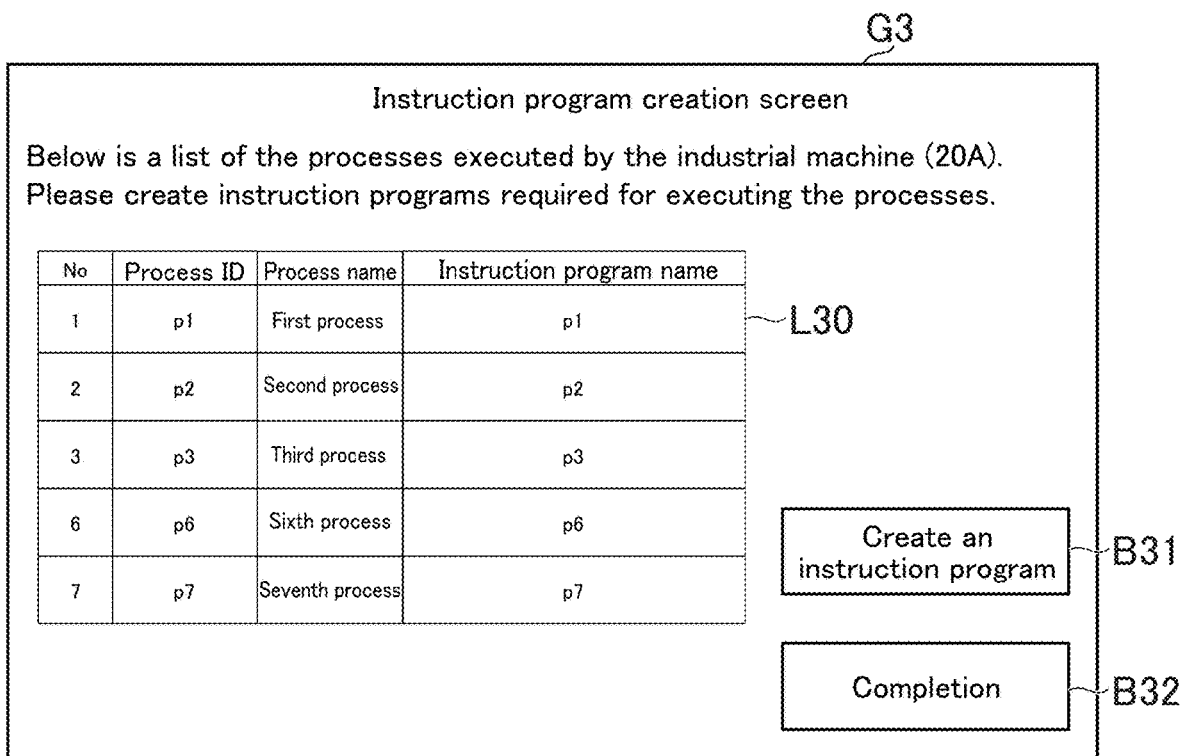 G3
Instruction program creation screen
Below is a list of the processes executed by the industrial machine (20A).
Please create instruction programs required for executing the processes.
No Process ID Process name Instruction program name
1 p1 First process p1
L30
2 p2 Second process p2
3 p3 Third process p3
6 p6 Sixth process p6
7 p7 Seventh process p7
Create an
instruction program
B31
Completion
B32